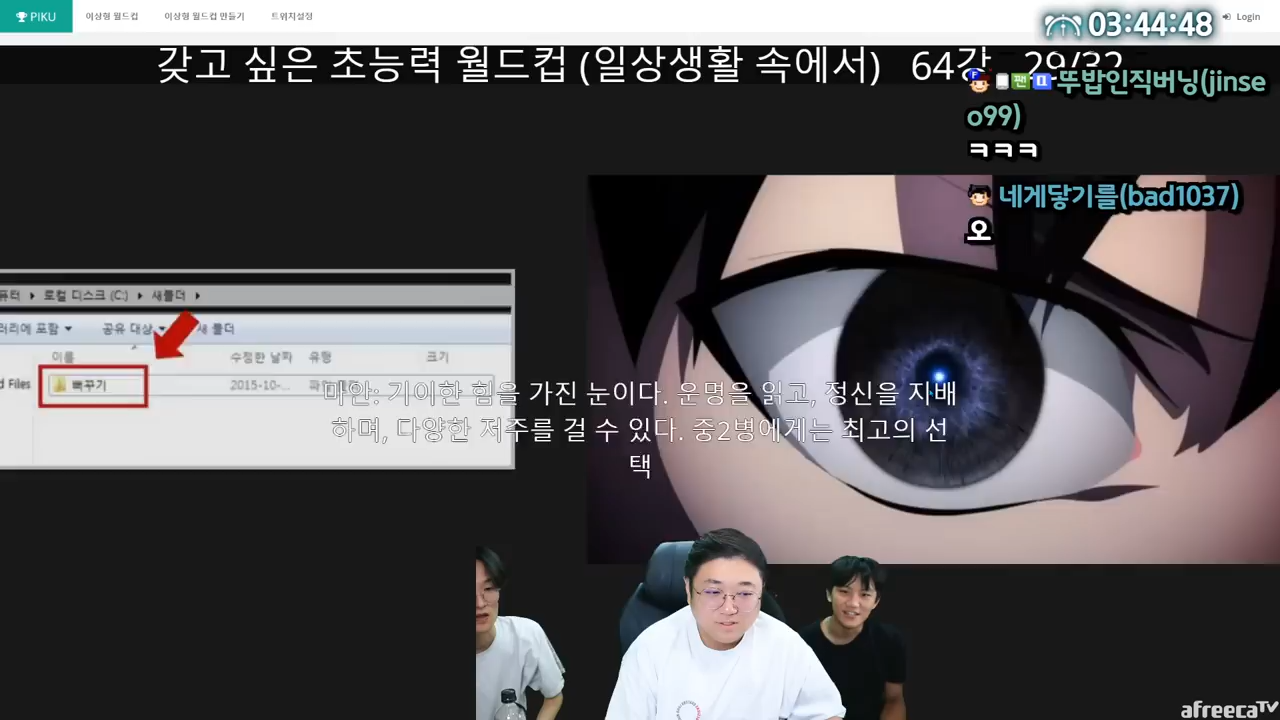 PIKU
이상형 월드컵
이상형 월드컵 만들기
트위치설정
03:44:48
Login
갖고 싶은 초능력 월드컵 (일상생활 속에서) 64강 29/32
뚜밥인직버닝(jinse
o99)
ㅋㅋㅋ
네게닿기를(bad1037)
오
퓨터 ▸ 로컬 디스크 (C:) ▸ 새폴더 ▸
러리에 포함 ▾ 공유 대상 ▾ 새 폴더
이름 수정한 날짜 유형 크기
d Files 뻐꾸기 2015-10-...
마안: 기이한 힘을 가진 눈이다. 운명을 읽고, 정신을 지배
하며, 다양한 저주를 걸 수 있다. 중2병에게는 최고의 선
택
afreecaTV